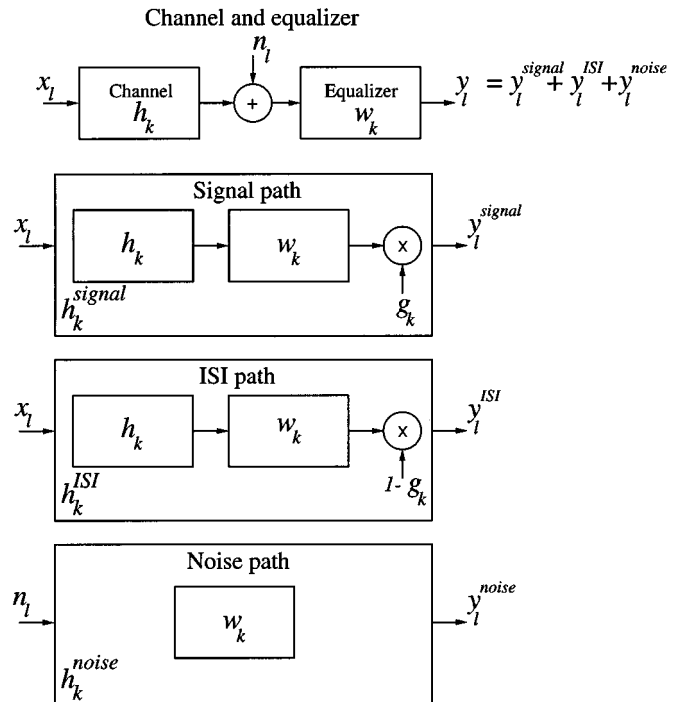 Channel and equalizer
n_l
x_l Channel h_k + Equalizer w_k y_l = y_l^signal + y_l^ISI + y_l^noise
Signal path
x_l h_k w_k x y_l^signal
h_k^signal g_k
ISI path
x_l h_k w_k x y_l^ISI
h_k^ISI 1- g_k
Noise path
n_l w_k y_l^noise
h_k^noise